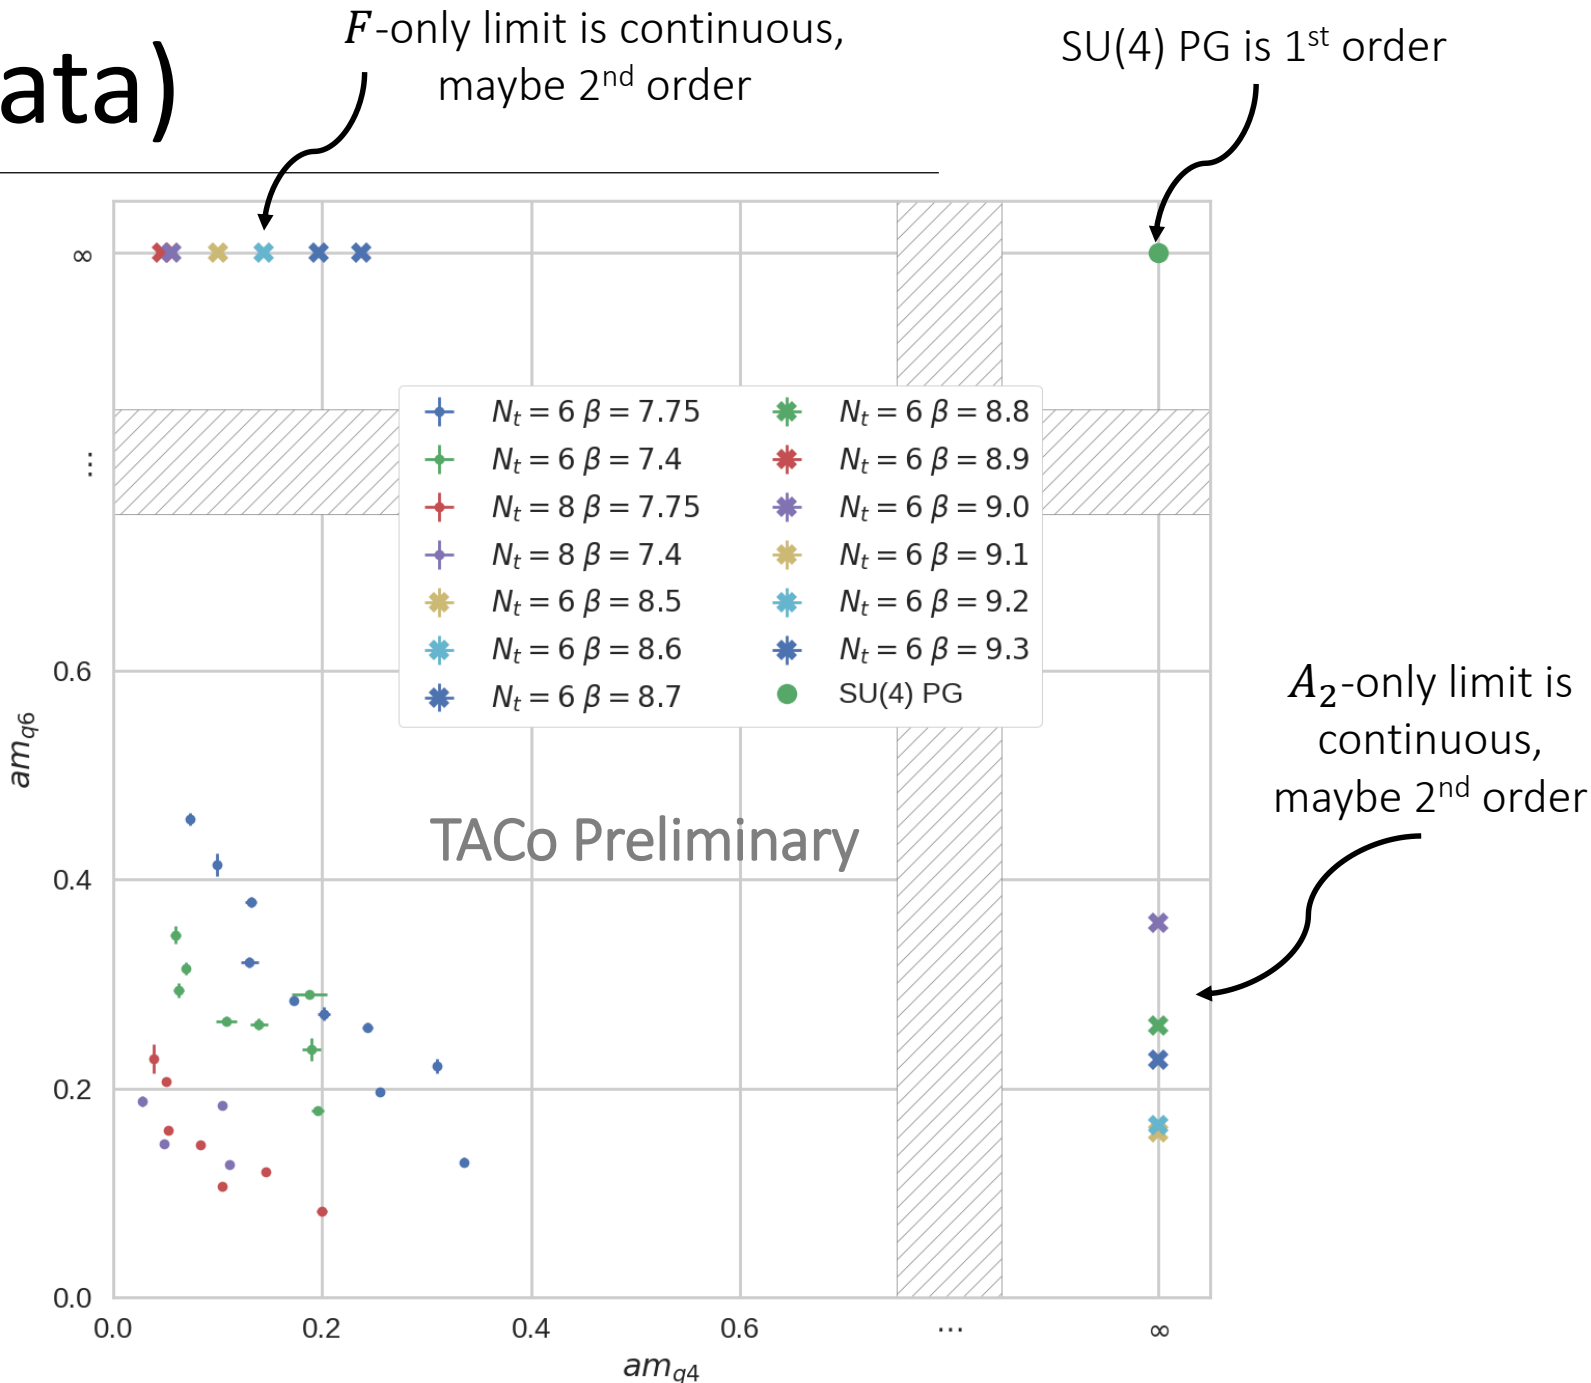 ata)
F-only limit is continuous,
maybe 2nd order
SU(4) PG is 1st order
∞
⋮
0.6
0.4
0.2
0.0
am_{q6}
N_t = 6 β = 7.75
N_t = 6 β = 7.4
N_t = 8 β = 7.75
N_t = 8 β = 7.4
N_t = 6 β = 8.5
N_t = 6 β = 8.6
N_t = 6 β = 8.7
N_t = 6 β = 8.8
N_t = 6 β = 8.9
N_t = 6 β = 9.0
N_t = 6 β = 9.1
N_t = 6 β = 9.2
N_t = 6 β = 9.3
SU(4) PG
TACo Preliminary
A_2-only limit is
continuous,
maybe 2nd order
0.0 0.2 0.4 0.6 ... ∞
am_{q4}